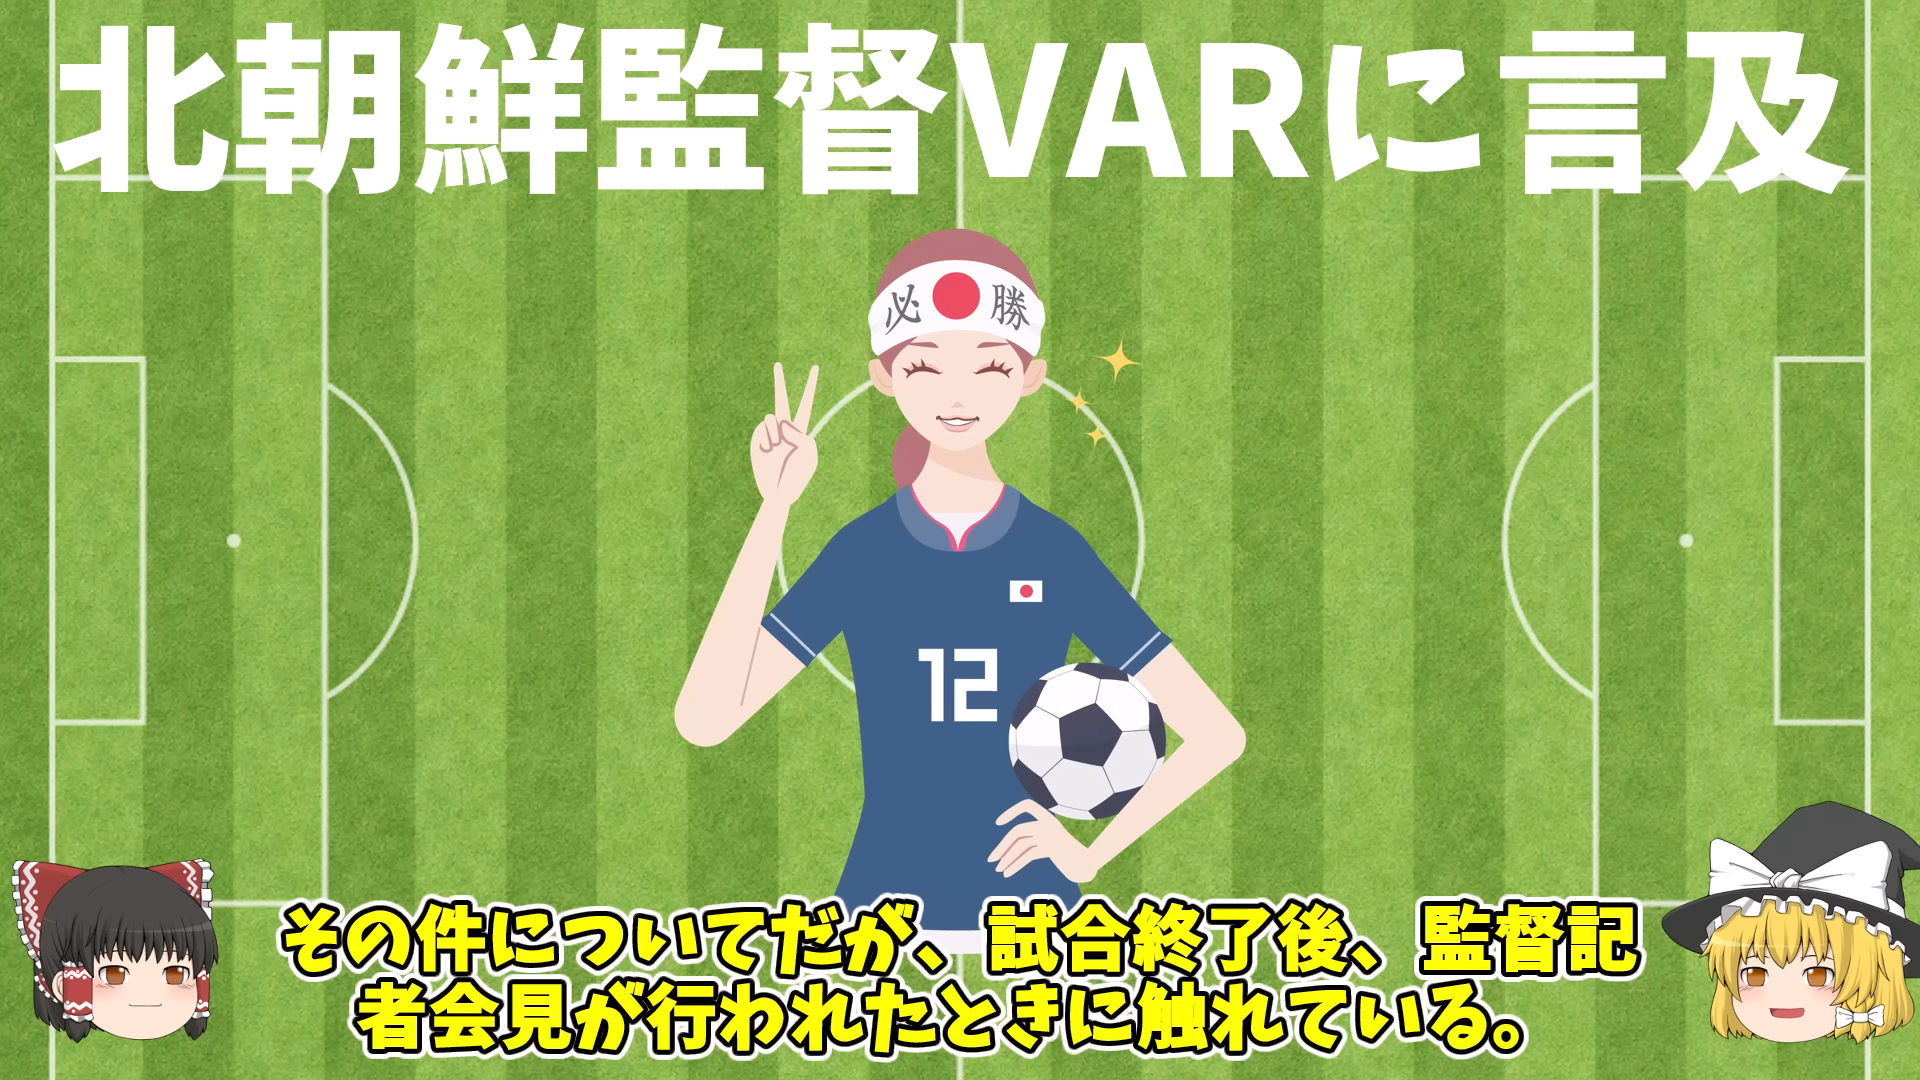 北朝鮮監督VARに言及
必 勝
12
その件についてだが、試合終了後、監督記
者会見が行われたときに触れている。